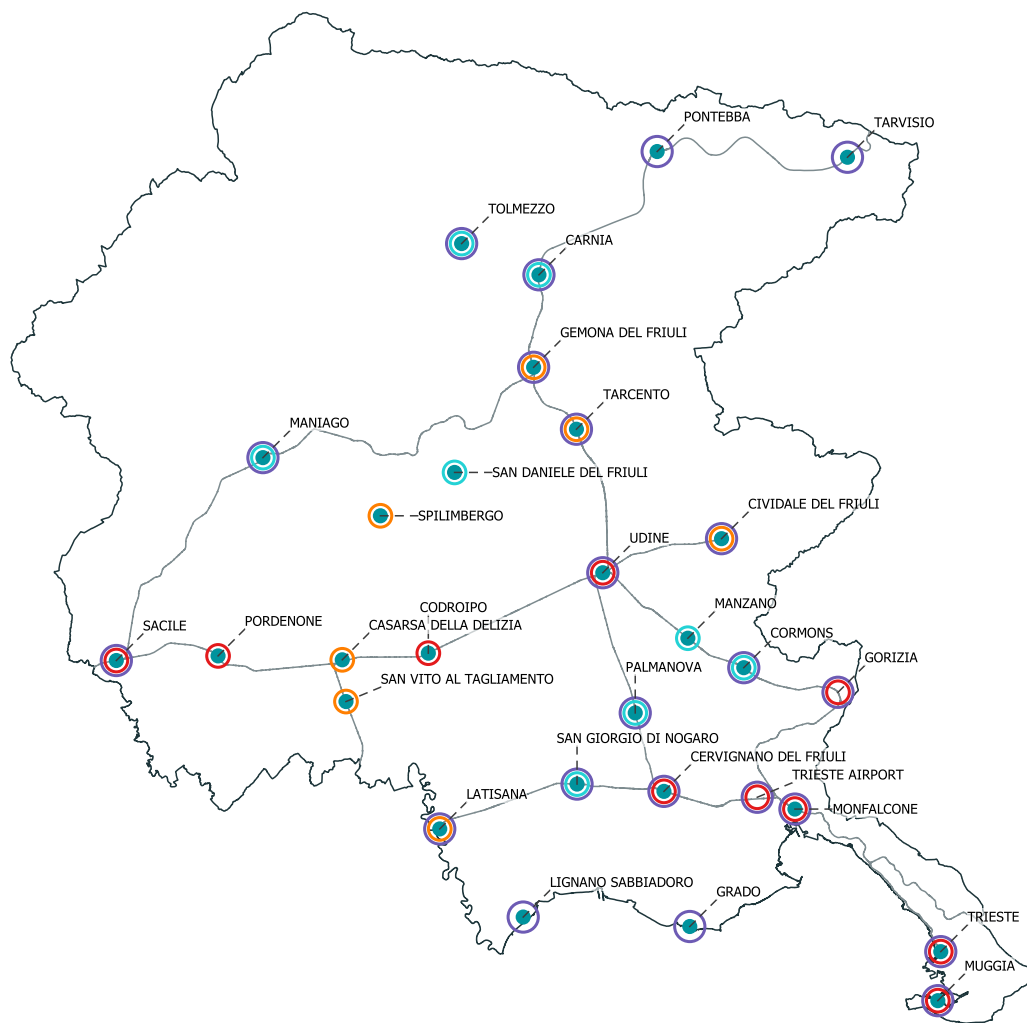 PONTEBBA
TARVISIO
TOLMEZZO
CARNIA
GEMONA DEL FRIULI
TARCENTO
MANIAGO
SAN DANIELE DEL FRIULI
CIVIDALE DEL FRIULI
SPILIMBERGO
UDINE
MANZANO
CODROIPO
SACILE
PORDENONE
CASARSA DELLA DELIZIA
CORMONS
GORIZIA
PALMANOVA
SAN VITO AL TAGLIAMENTO
SAN GIORGIO DI NOGARO
CERVIGNANO DEL FRIULI
TRIESTE AIRPORT
LATISANA
MONFALCONE
LIGNANO SABBIADORO
GRADO
TRIESTE
MUGGIA